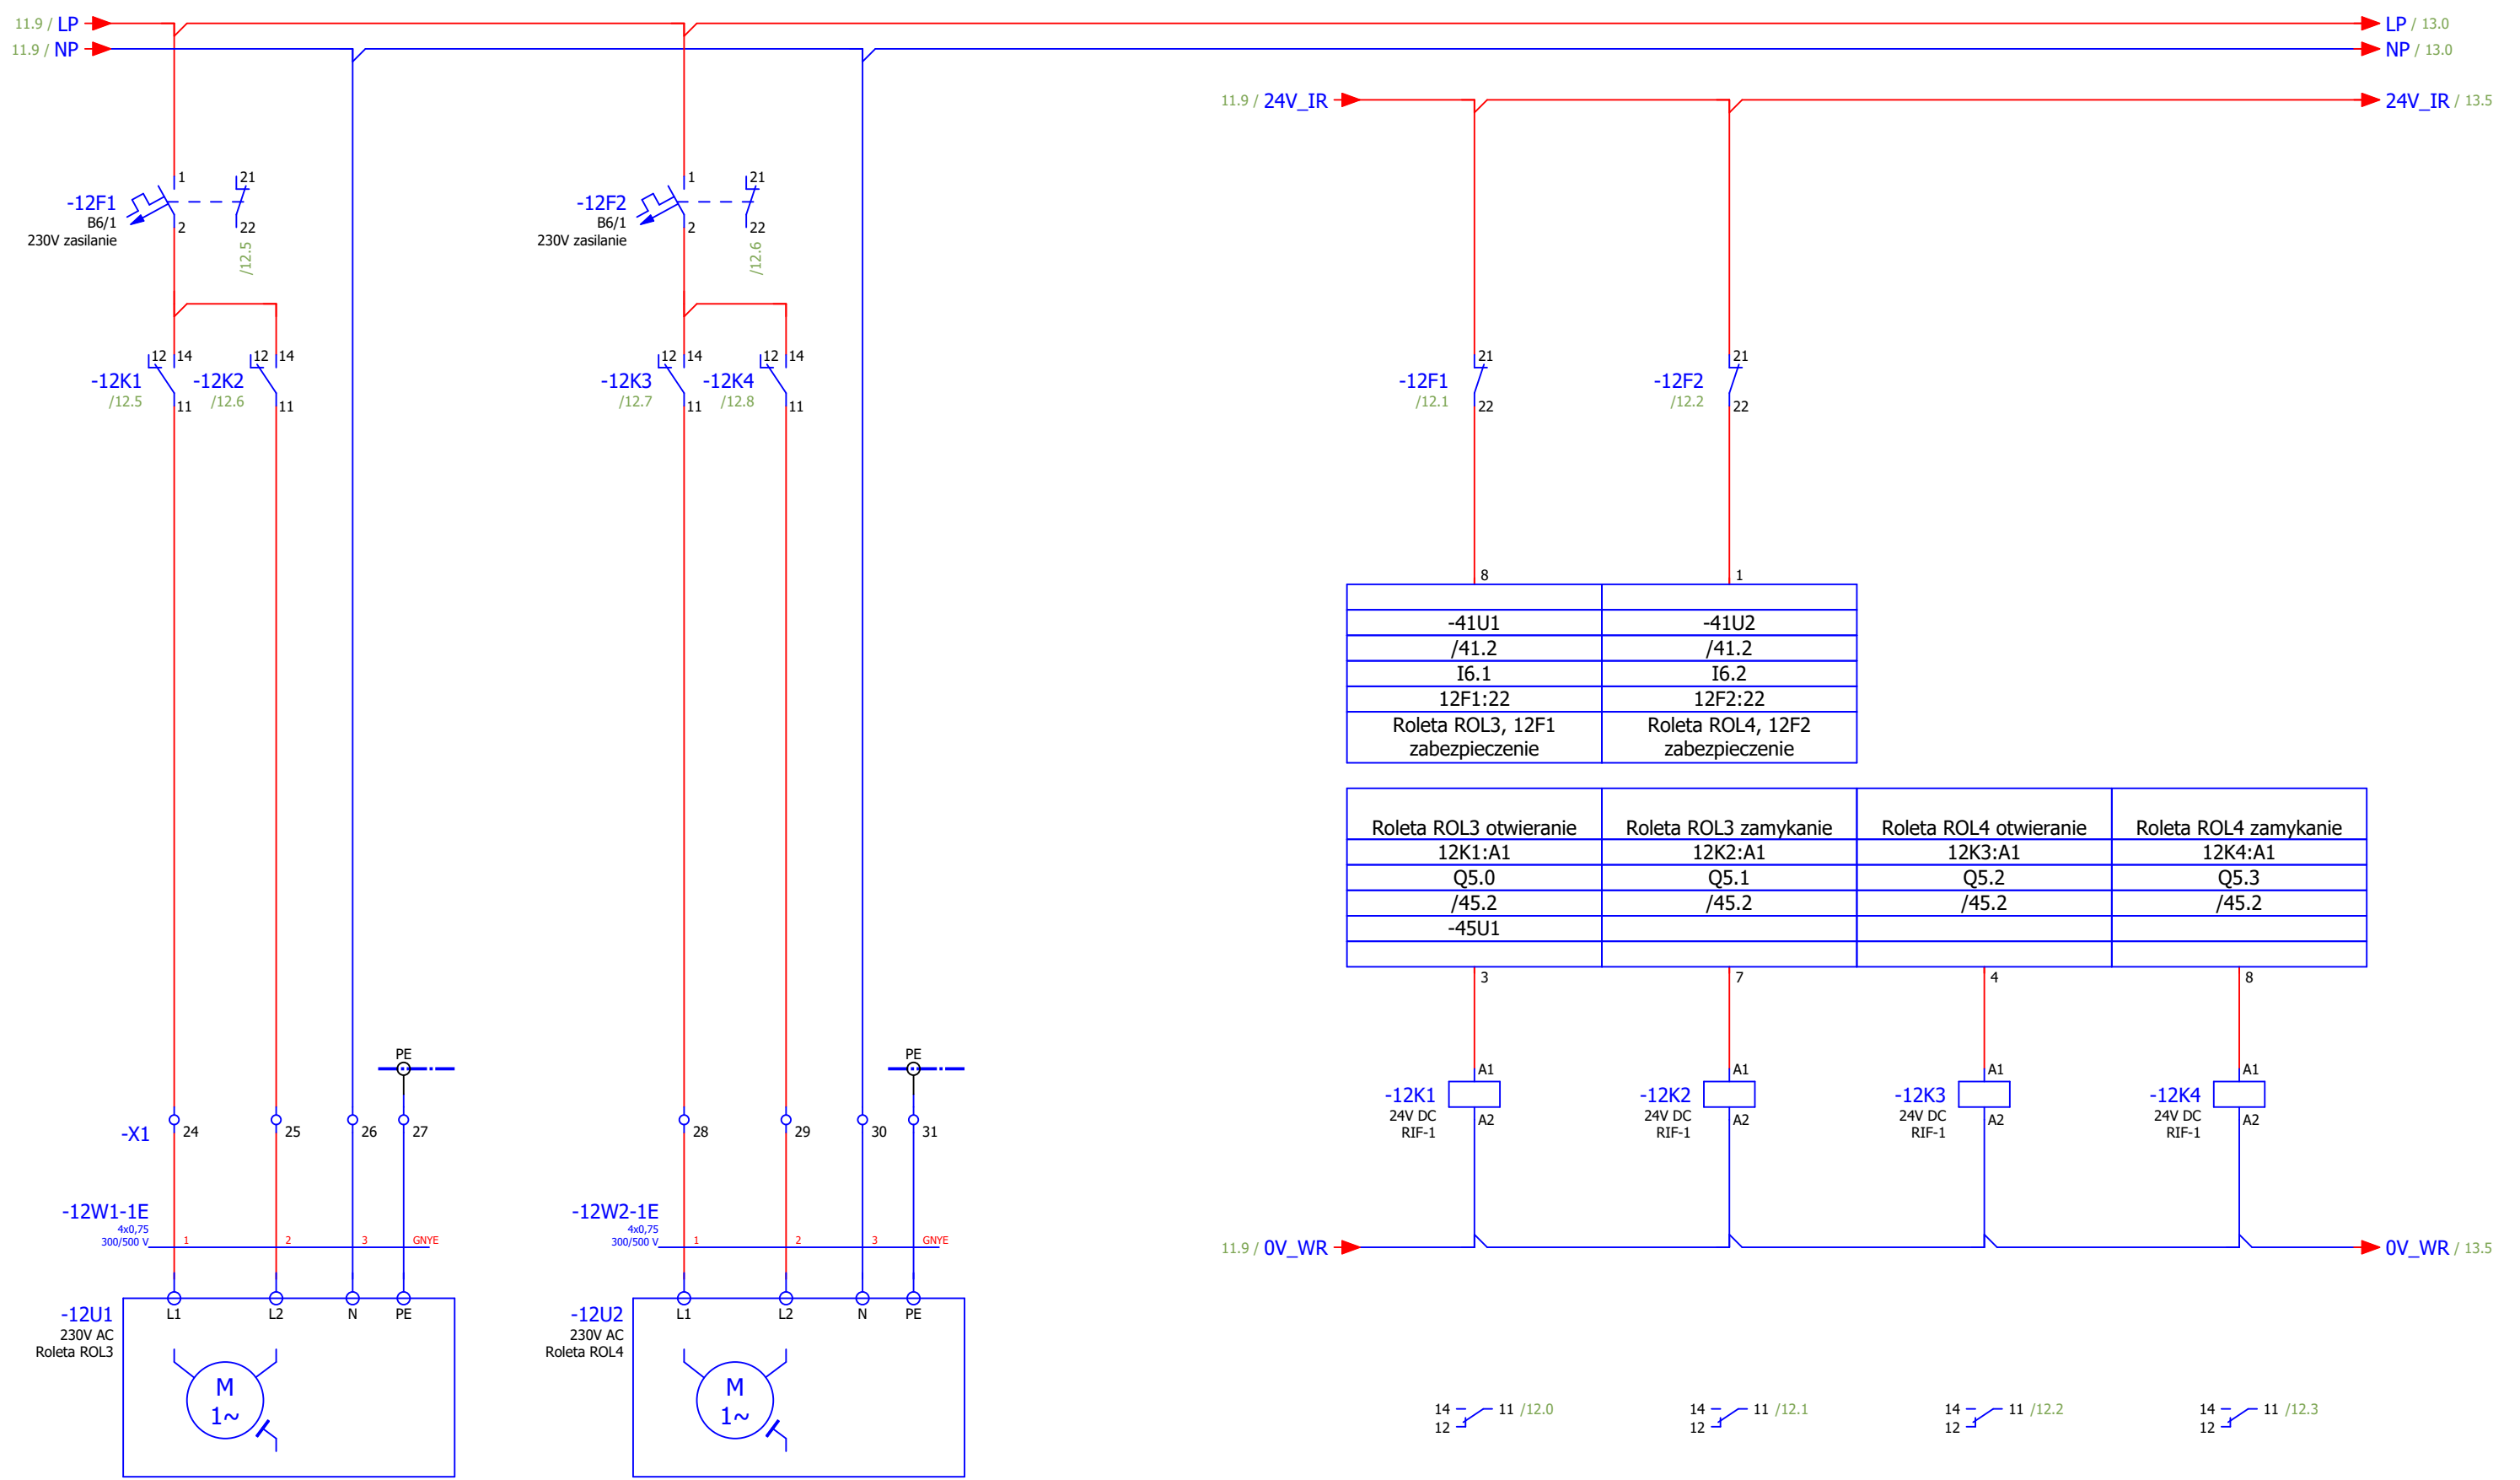 11.9 / LP
LP / 13.0
11.9 / NP
NP / 13.0
11.9 / 24V_IR
24V_IR / 13.5
-12F1
B6/1
230V zasilanie
1
2
21
22
/12.5
-12F2
B6/1
230V zasilanie
1
2
21
22
/12.6
-12K1
/12.5
12
14
11
-12K2
/12.6
12
14
11
-12K3
/12.7
12
14
11
-12K4
/12.8
12
14
11
-12F1
/12.1
21
22
-12F2
/12.2
21
22
8
1
-41U1
-41U2
/41.2
/41.2
I6.1
I6.2
12F1:22
12F2:22
Roleta ROL3, 12F1
zabezpieczenie
Roleta ROL4, 12F2
zabezpieczenie
Roleta ROL3 otwieranie
Roleta ROL3 zamykanie
Roleta ROL4 otwieranie
Roleta ROL4 zamykanie
12K1:A1
12K2:A1
12K3:A1
12K4:A1
Q5.0
Q5.1
Q5.2
Q5.3
/45.2
/45.2
/45.2
/45.2
-45U1
3
7
4
8
PE
PE
-X1
24
25
26
27
28
29
30
31
-12K1
24V DC
RIF-1
A1
A2
-12K2
24V DC
RIF-1
A1
A2
-12K3
24V DC
RIF-1
A1
A2
-12K4
24V DC
RIF-1
A1
A2
-12W1-1E
4x0,75
300/500 V
1
2
3
GNYE
-12W2-1E
4x0,75
300/500 V
1
2
3
GNYE
11.9 / 0V_WR
0V_WR / 13.5
-12U1
230V AC
Roleta ROL3
L1
L2
N
PE
M
1~
-12U2
230V AC
Roleta ROL4
L1
L2
N
PE
M
1~
14
12
11 /12.0
14
12
11 /12.1
14
12
11 /12.2
14
12
11 /12.3